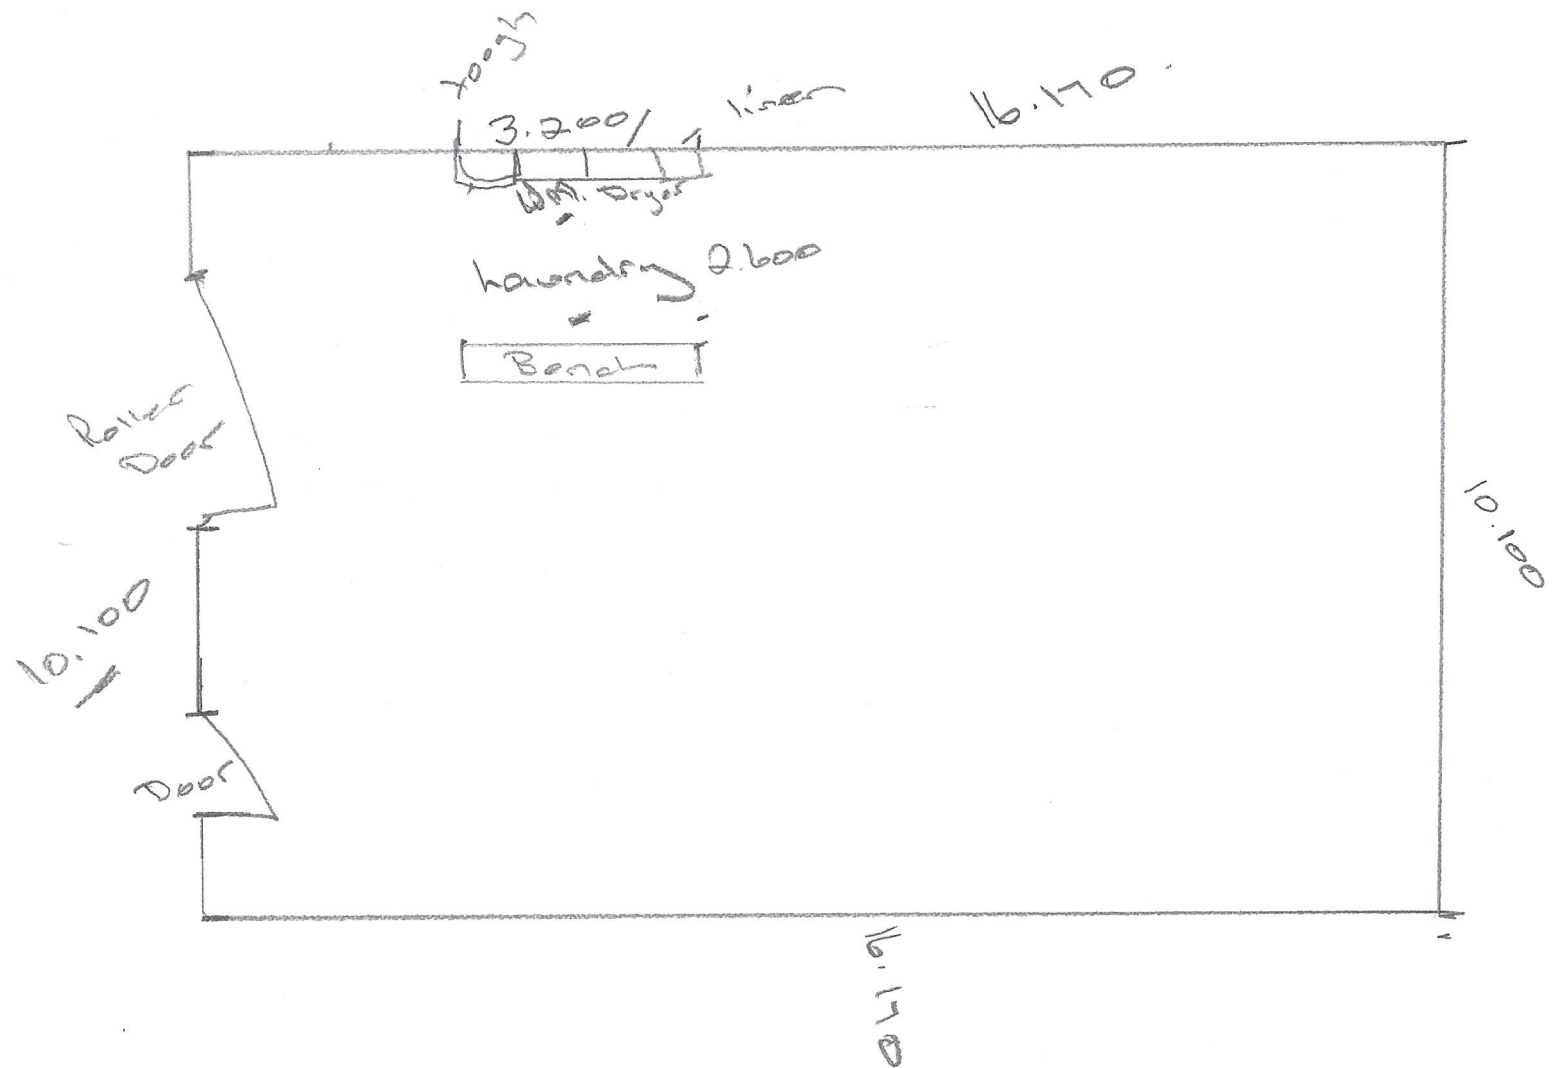 trough
3.200
linen
16.170
W.M. Dryer
Laundry 2.600
Bench
Roller
Door
10.100
10.100
Door
16.170